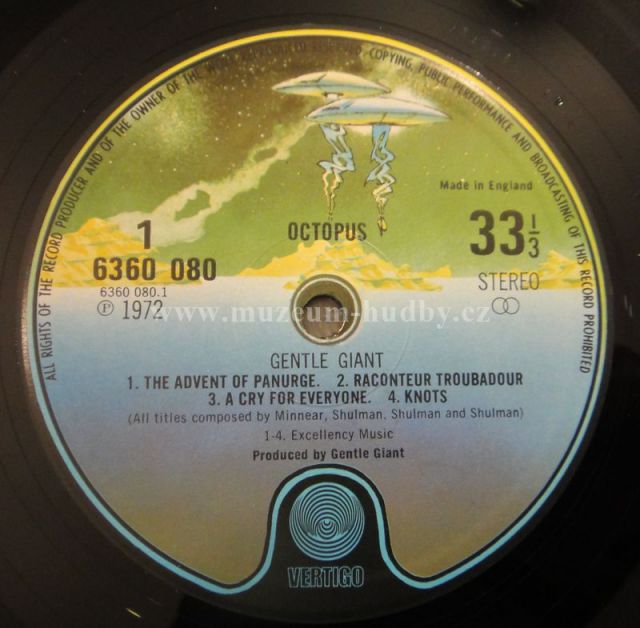 ALL RIGHTS OF THE RECORD PRODUCER AND OF THE OWNER OF THE WORK REPRODUCED RESERVED. COPYING, PUBLIC PERFORMANCE AND BROADCASTING OF THIS RECORD PROHIBITED
Made in England
1
OCTOPUS
33 1/3
6360 080
6360 080.1
STEREO
Ⓟ 1972
www.muzeum-hudby.cz
GENTLE GIANT
1. THE ADVENT OF PANURGE. 2. RACONTEUR TROUBADOUR
3. A CRY FOR EVERYONE. 4. KNOTS
(All titles composed by Minnear, Shulman, Shulman and Shulman)
1-4. Excellency Music
Produced by Gentle Giant
VERTIGO